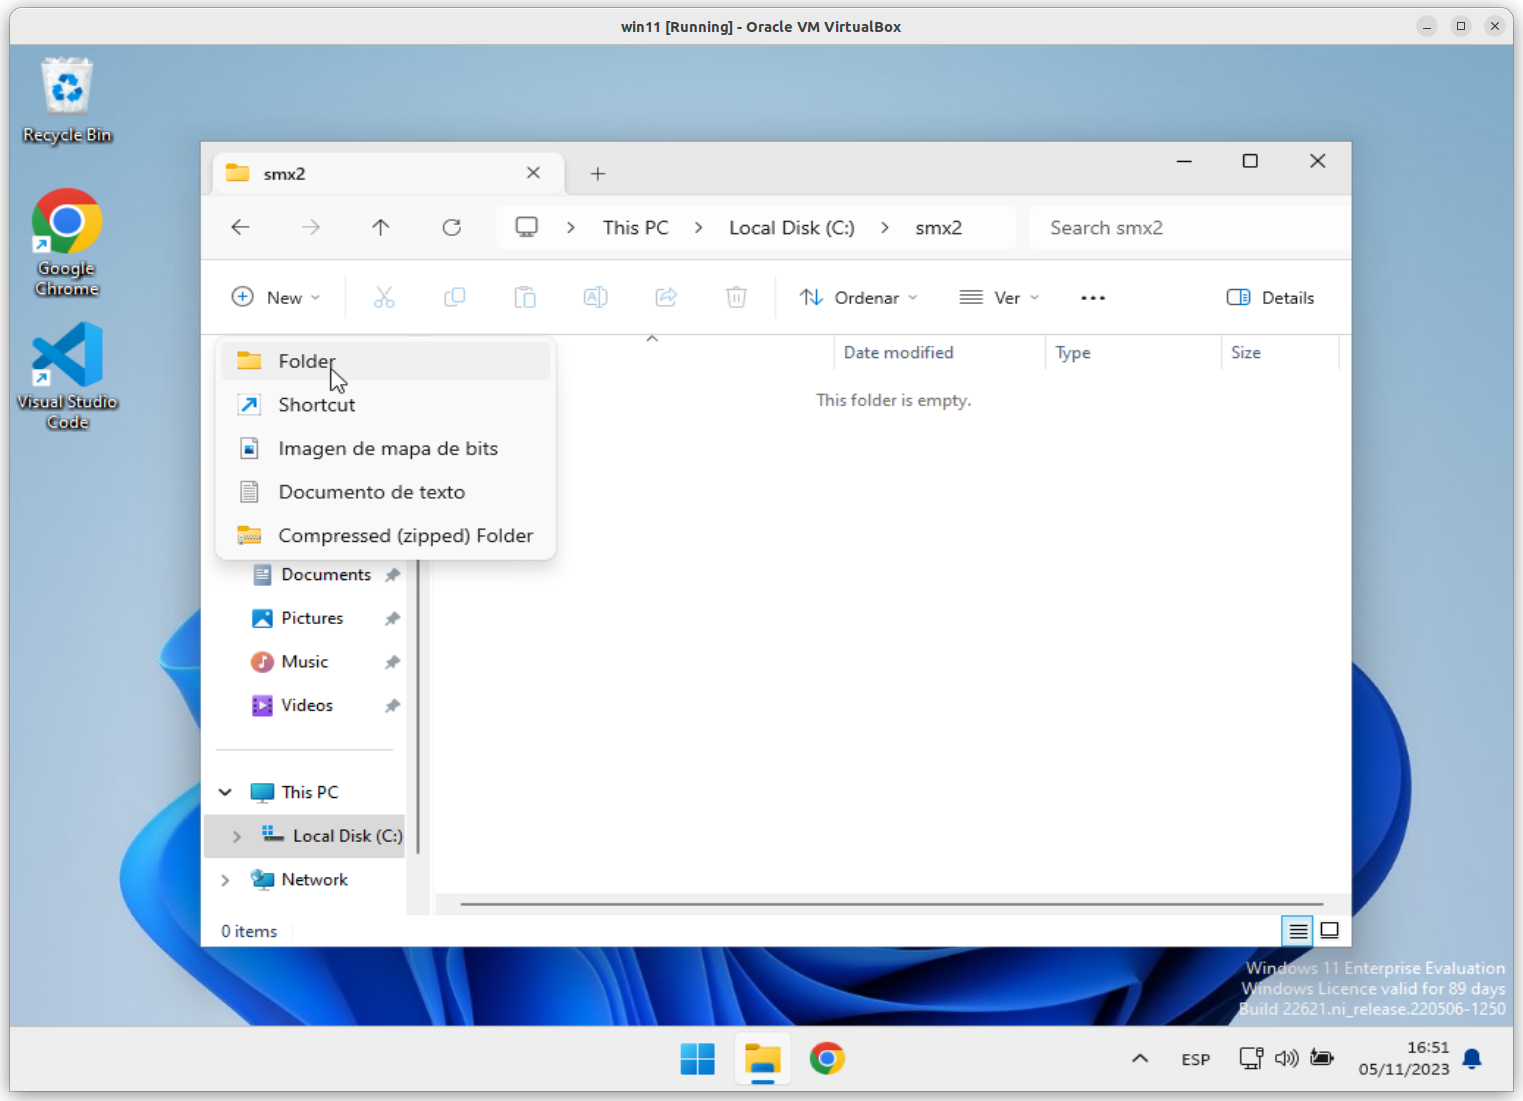 win11 [Running] - Oracle VM VirtualBox
Recycle Bin
Google
Chrome
Visual Studio
Code
smx2
This PC
Local Disk (C:)
smx2
Search smx2
New
Ordenar
Ver
Details
Folder
Shortcut
Imagen de mapa de bits
Documento de texto
Compressed (zipped) Folder
Date modified
Type
Size
This folder is empty.
Documents
Pictures
Music
Videos
This PC
Local Disk (C:)
Network
0 items
Windows 11 Enterprise Evaluation
Windows Licence valid for 89 days
Build 22621.ni_release.220506-1250
ESP
16:51
05/11/2023